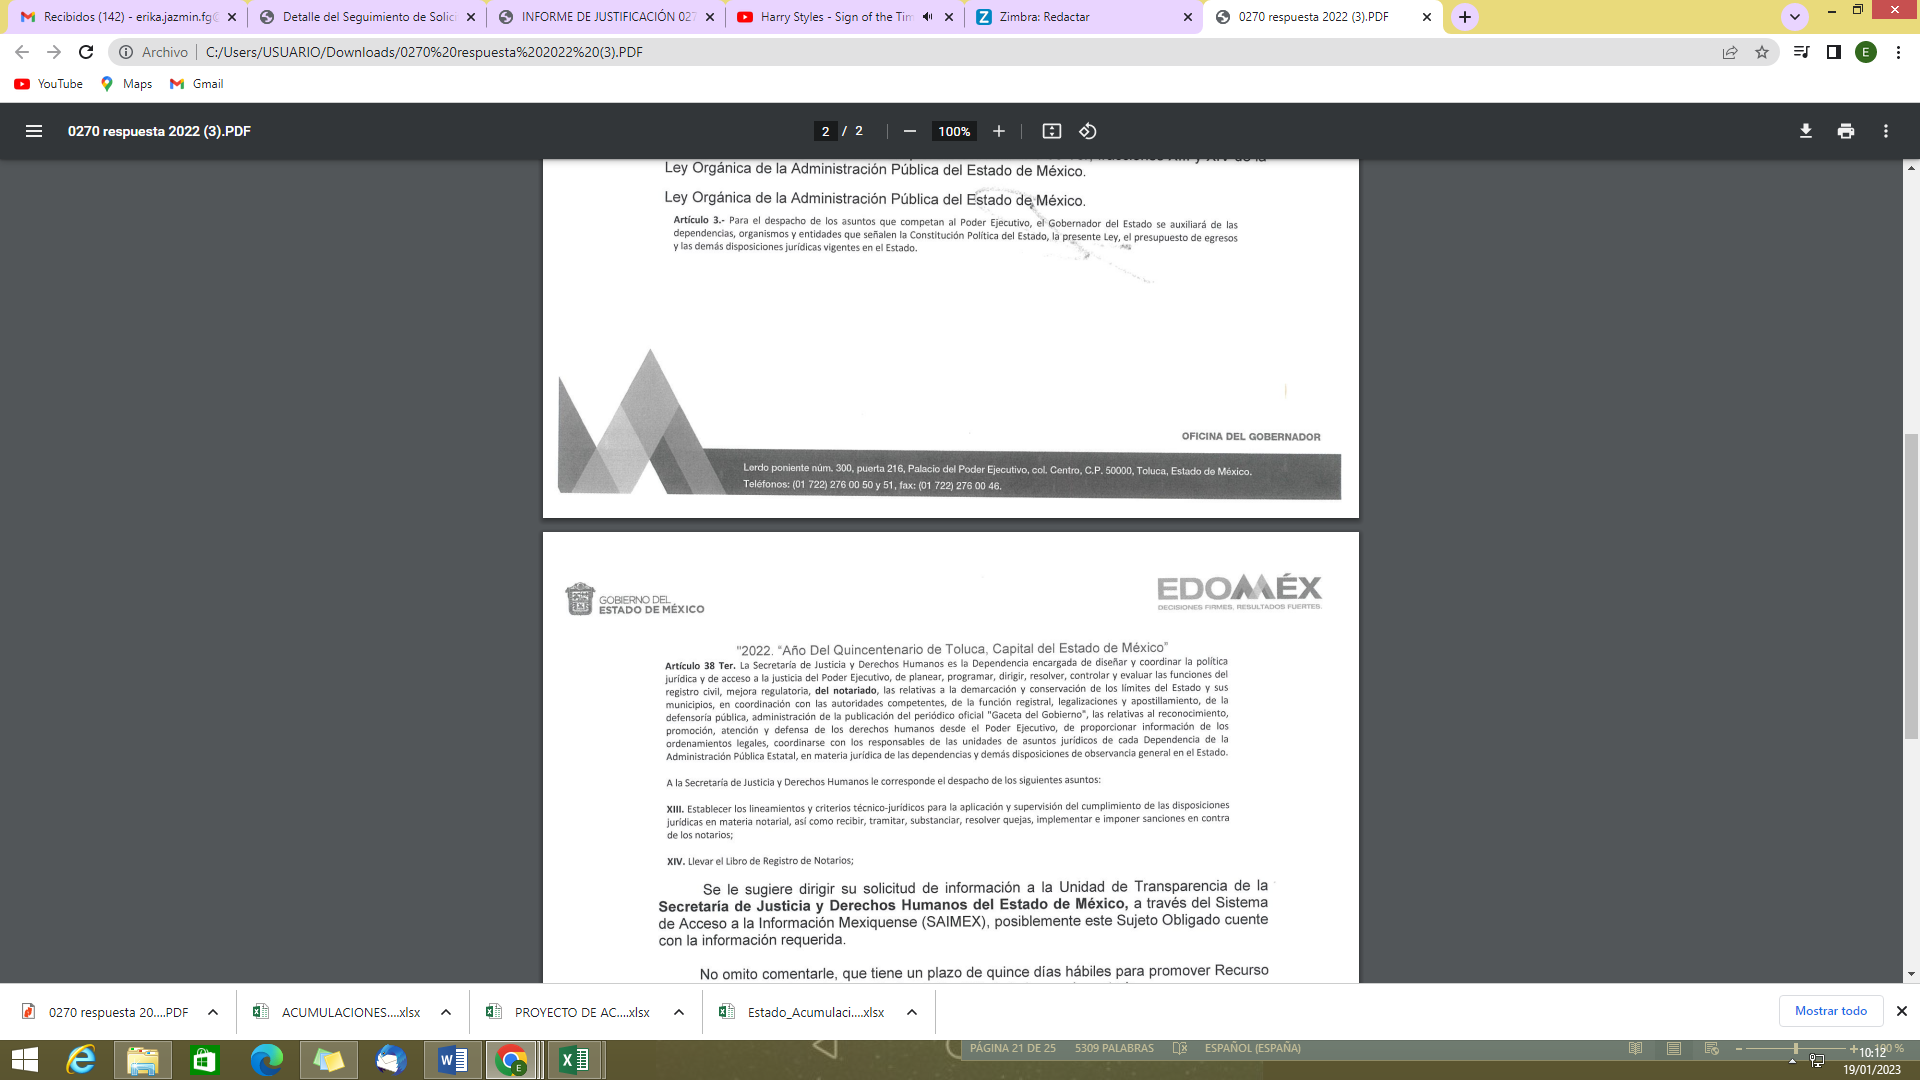 Recibidos (142) - erika.jazmin.fg@
Detalle del Seguimiento de Solic
INFORME DE JUSTIFICACIÓN 027
Harry Styles - Sign of the Tim
Zimbra: Redactar
0270 respuesta 2022 (3).PDF
Archivo
C:/Users/USUARIO/Downloads/0270%20respuesta%202022%20(3).PDF
E
YouTube
Maps
Gmail
0270 respuesta 2022 (3).PDF
2 / 2
100%
Ley Orgánica de la Administración Pública del Estado de México.
Ley Orgánica de la Administración Pública del Estado de México.
Artículo 3.- Para el despacho de los asuntos que competan al Poder Ejecutivo, el Gobernador del Estado se auxiliará de las
dependencias, organismos y entidades que señalen la Constitución Política del Estado, la presente Ley, el presupuesto de egresos
y las demás disposiciones jurídicas vigentes en el Estado.
OFICINA DEL GOBERNADOR
Lerdo poniente núm. 300, puerta 216, Palacio del Poder Ejecutivo, col. Centro, C.P. 50000, Toluca, Estado de México.
Teléfonos: (01 722) 276 00 50 y 51, fax: (01 722) 276 00 46.
GOBIERNO DEL
ESTADO DE MÉXICO
EDOMÉX
DECISIONES FIRMES, RESULTADOS FUERTES.
"2022. "Año Del Quincentenario de Toluca, Capital del Estado de México"
Artículo 38 Ter. La Secretaría de Justicia y Derechos Humanos es la Dependencia encargada de diseñar y coordinar la política
jurídica y de acceso a la justicia del Poder Ejecutivo, de planear, programar, dirigir, resolver, controlar y evaluar las funciones del
registro civil, mejora regulatoria, del notariado, las relativas a la demarcación y conservación de los límites del Estado y sus
municipios, en coordinación con las autoridades competentes, de la función registral, legalizaciones y apostillamiento, de la
defensoría pública, administración de la publicación del periódico oficial "Gaceta del Gobierno", las relativas al reconocimiento,
promoción, atención y defensa de los derechos humanos desde el Poder Ejecutivo, de proporcionar información de los
ordenamientos legales, coordinarse con los responsables de las unidades de asuntos jurídicos de cada Dependencia de la
Administración Pública Estatal, en materia jurídica de las dependencias y demás disposiciones de observancia general en el Estado.
A la Secretaría de Justicia y Derechos Humanos le corresponde el despacho de los siguientes asuntos:
XIII. Establecer los lineamientos y criterios técnico-jurídicos para la aplicación y supervisión del cumplimiento de las disposiciones
jurídicas en materia notarial, así como recibir, tramitar, substanciar, resolver quejas, implementar e imponer sanciones en contra
de los notarios;
XIV. Llevar el Libro de Registro de Notarios;
Se le sugiere dirigir su solicitud de información a la Unidad de Transparencia de la
Secretaría de Justicia y Derechos Humanos del Estado de México, a través del Sistema
de Acceso a la Información Mexiquense (SAIMEX), posiblemente este Sujeto Obligado cuente
con la información requerida.
No omito comentarle, que tiene un plazo de quince días hábiles para promover Recurso
0270 respuesta 20....PDF
ACUMULACIONES....xlsx
PROYECTO DE AC....xlsx
Estado_Acumulaci....xlsx
Mostrar todo
PÁGINA 21 DE 25
5309 PALABRAS
ESPAÑOL (ESPAÑA)
10:12
19/01/2023